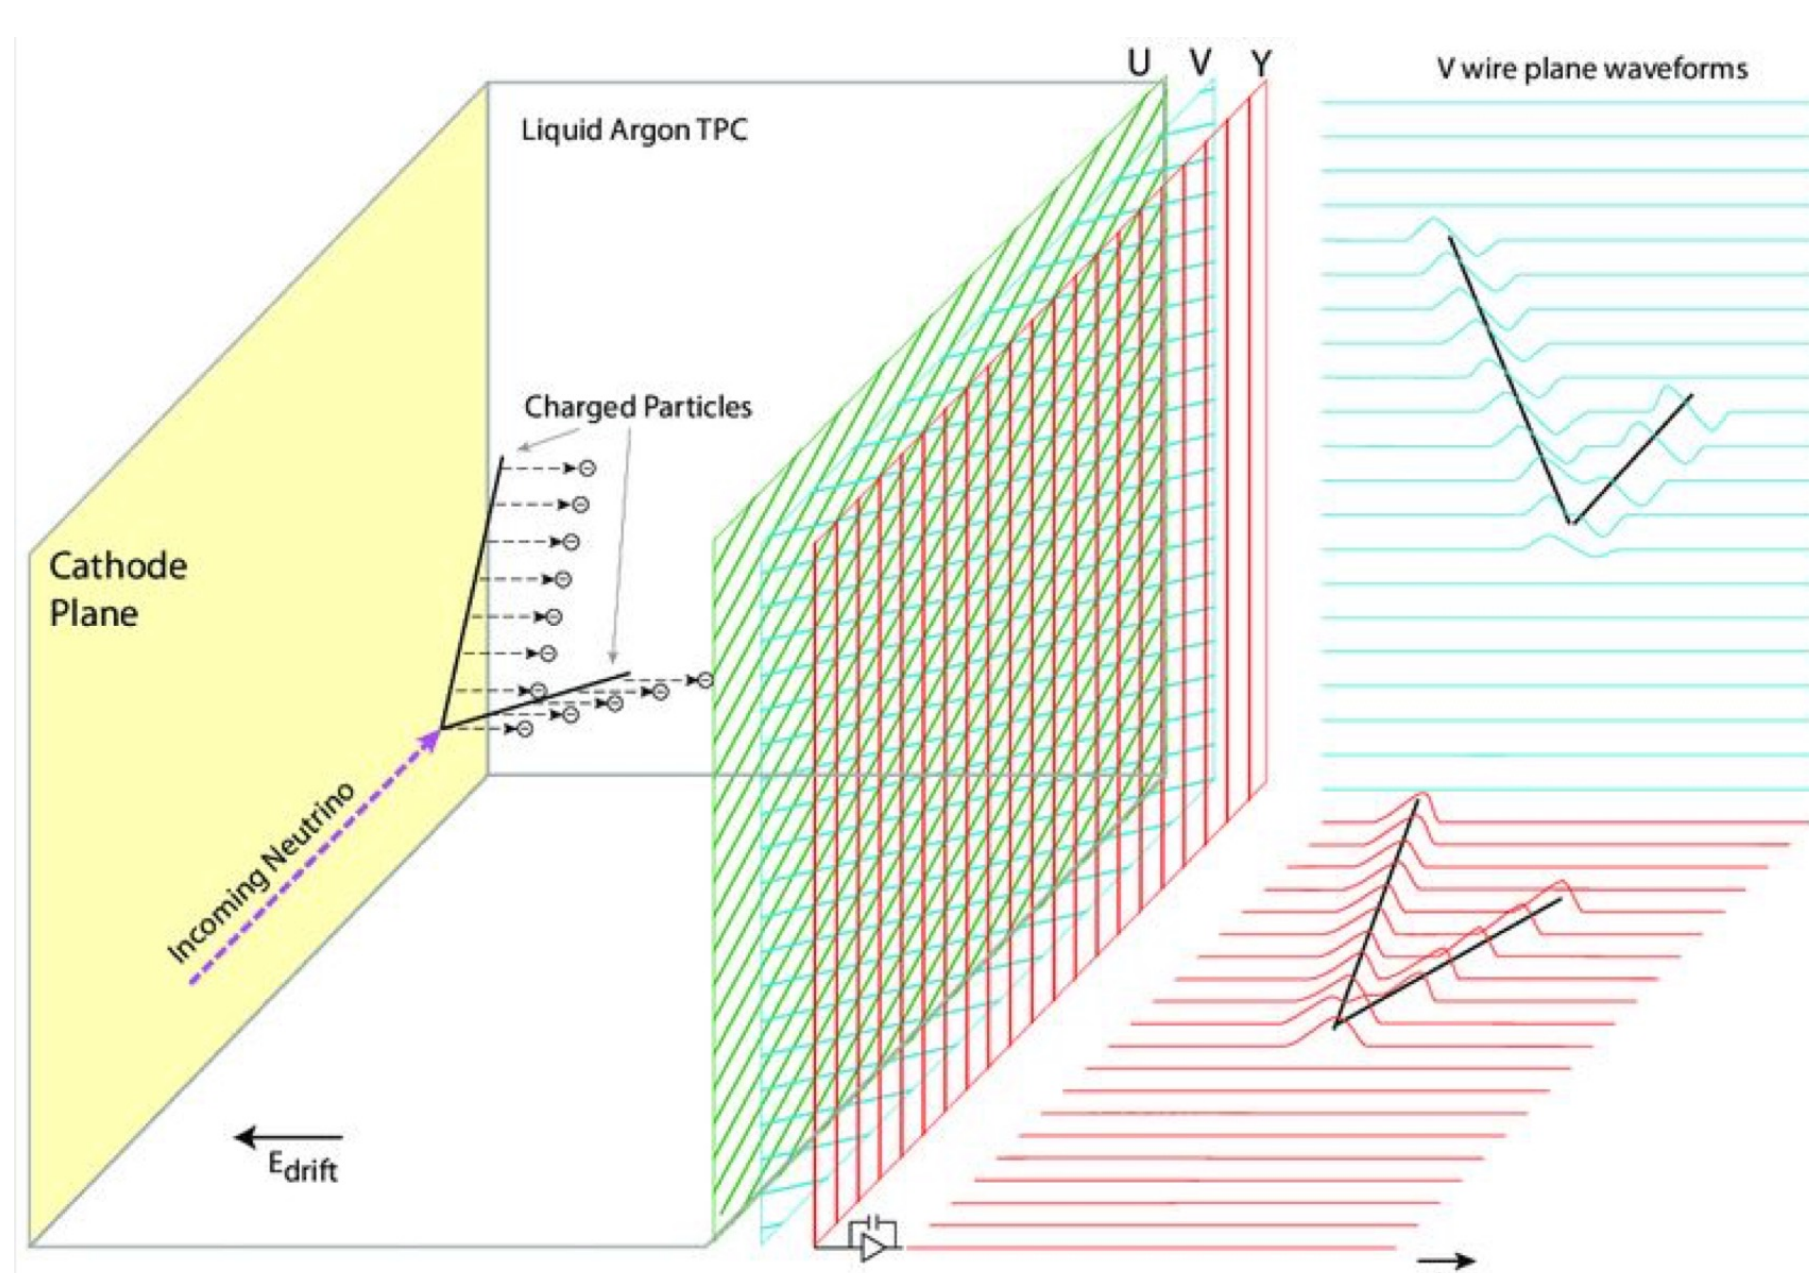 U V Y
V wire plane waveforms
Liquid Argon TPC
Charged Particles
Cathode
Plane
Incoming Neutrino
Edrift